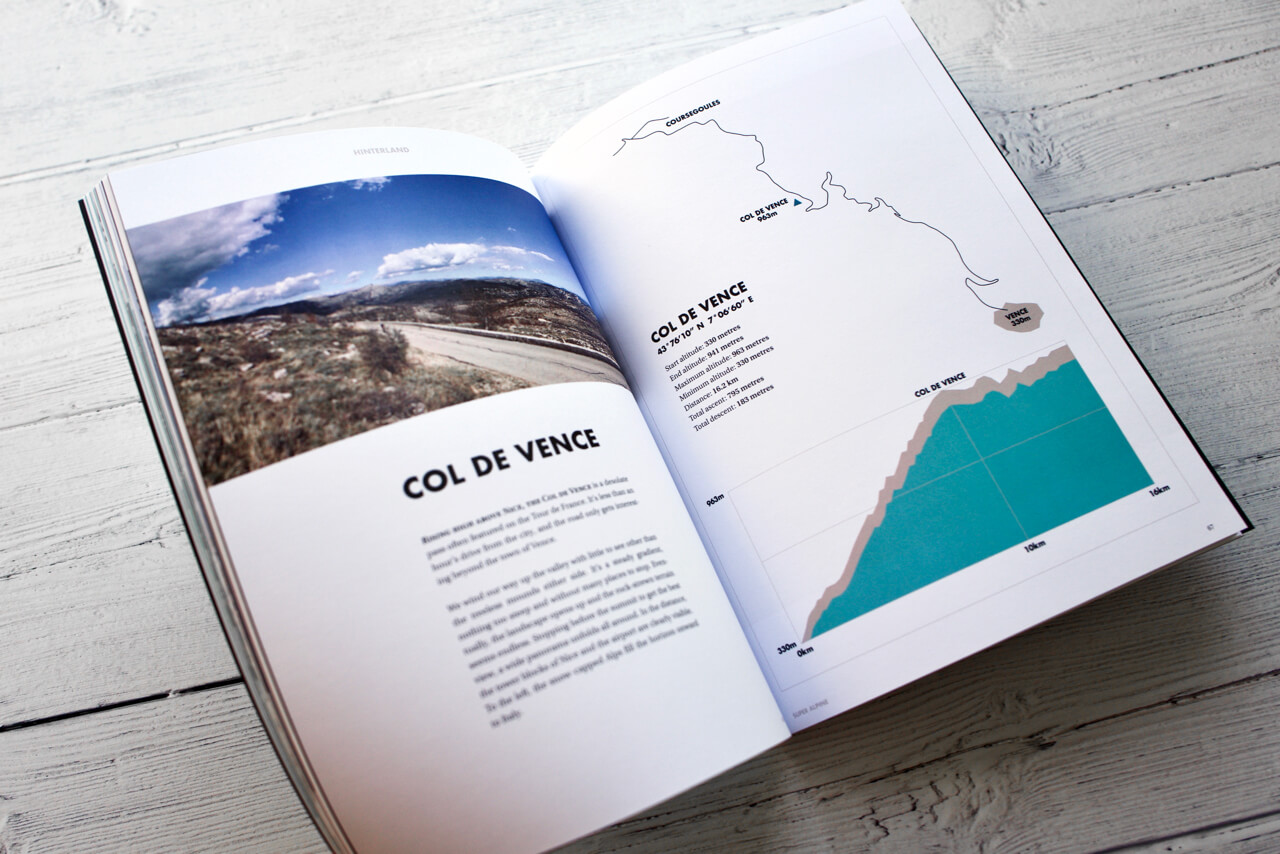 HINTERLAND
COL DE VENCE
RISING HIGH ABOVE NICE, THE COL DE VENCE is a desolate
pass often featured on the Tour de France. It's less than an
hour's drive from the city, and the road only gets interest-
ing beyond the town of Vence.
We wind our way up the valley with little to see other than
the treeless mounds either side. It's a steady gradient,
nothing too steep and without many places to stop. Even-
tually, the landscape opens up and the rock-strewn terrain
seems endless. Stopping before the summit to get the best
view, a wide panorama unfolds all around. In the distance,
the tower blocks of Nice and the airport are clearly visible.
To the left, the snow-capped Alps fill the horizon onward
to Italy.
COURSEGOULES
COL DE VENCE
963m
VENCE
330m
COL DE VENCE
43°76'10" N 7°06'60" E
Start altitude: 330 metres
End altitude: 941 metres
Maximum altitude: 963 metres
Minimum altitude: 330 metres
Distance: 16.2 km
Total ascent: 795 metres
Total descent: 183 metres
COL DE VENCE
963m
16km
10km
330m
0km
SUPER ALPINE
57